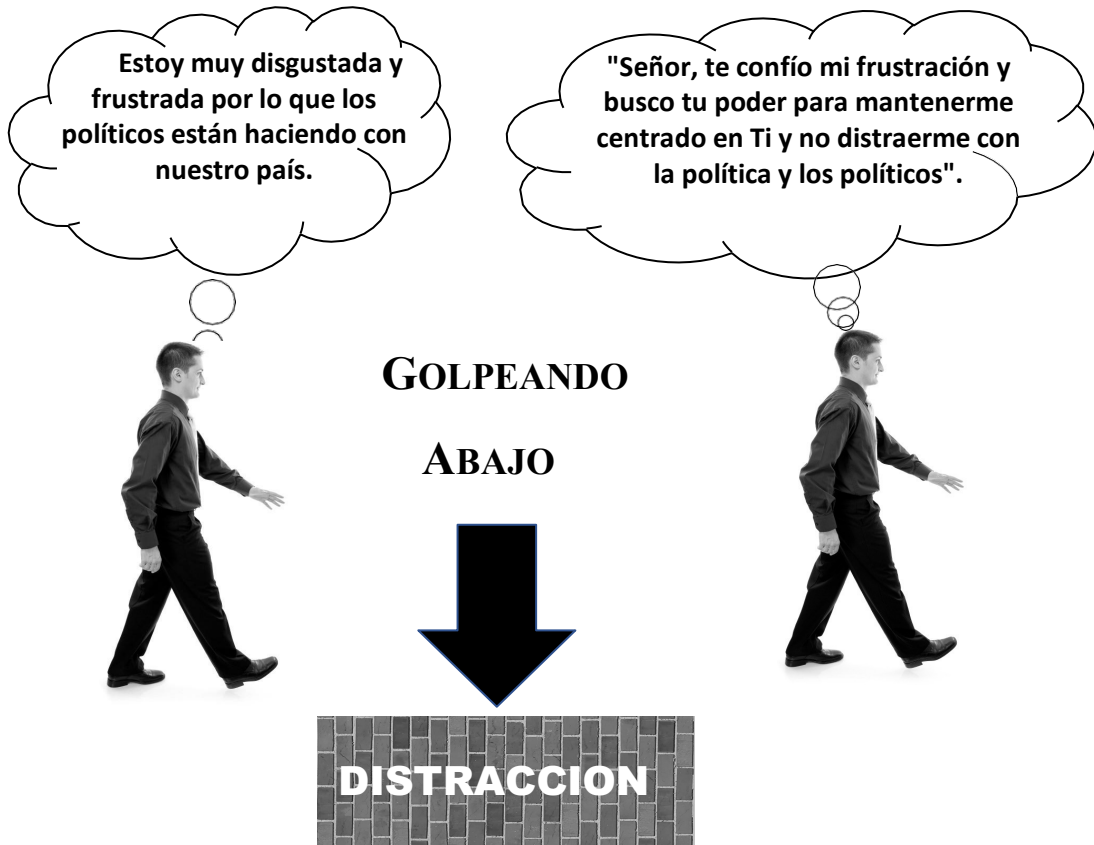 Estoy muy disgustada y
frustrada por lo que los
políticos están haciendo con
nuestro país.
"Señor, te confío mi frustración y
busco tu poder para mantenerme
centrado en Ti y no distraerme con
la política y los políticos".
GOLPEANDO
ABAJO
DISTRACCION